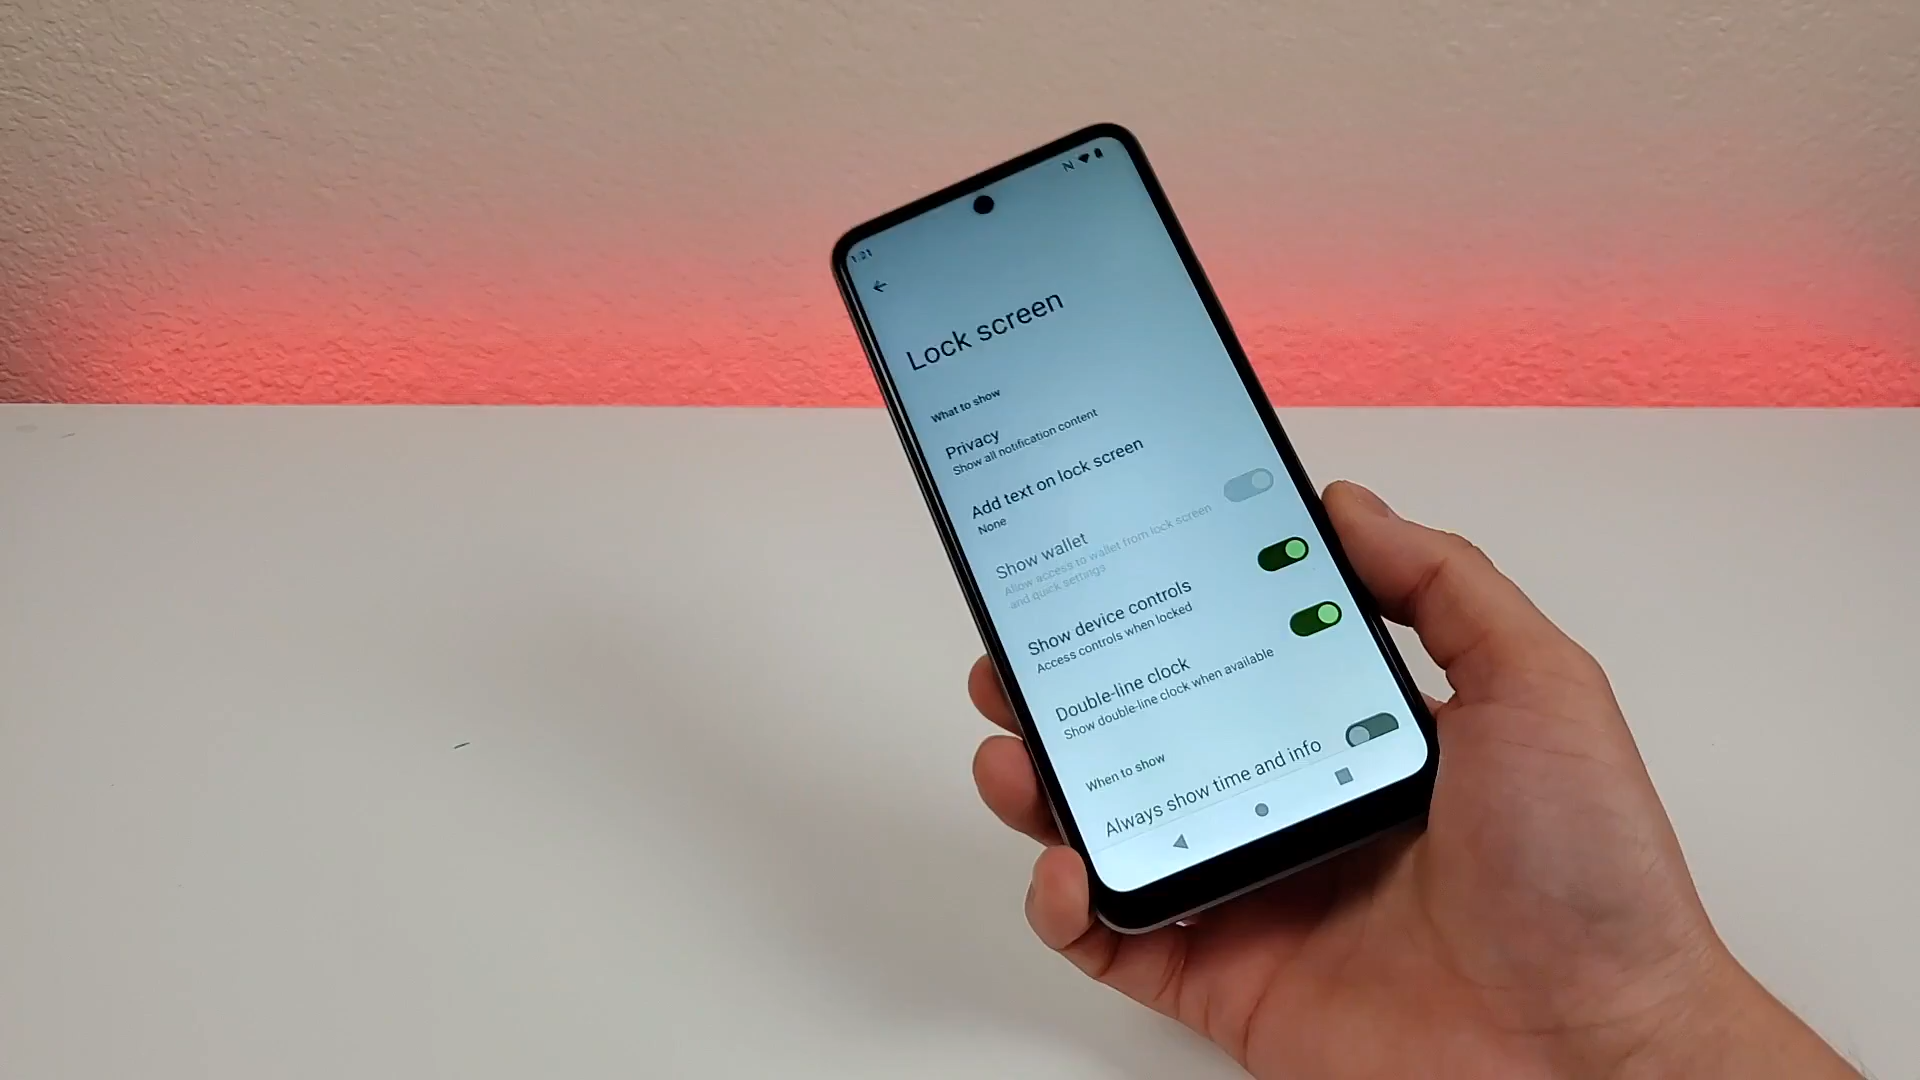 1:21
Lock screen
What to show
Privacy
Show all notification content
Add text on lock screen
None
Show wallet
Allow access to wallet from lock screen
and quick settings
Show device controls
Access controls when locked
Double-line clock
Show double-line clock when available
When to show
Always show time and info